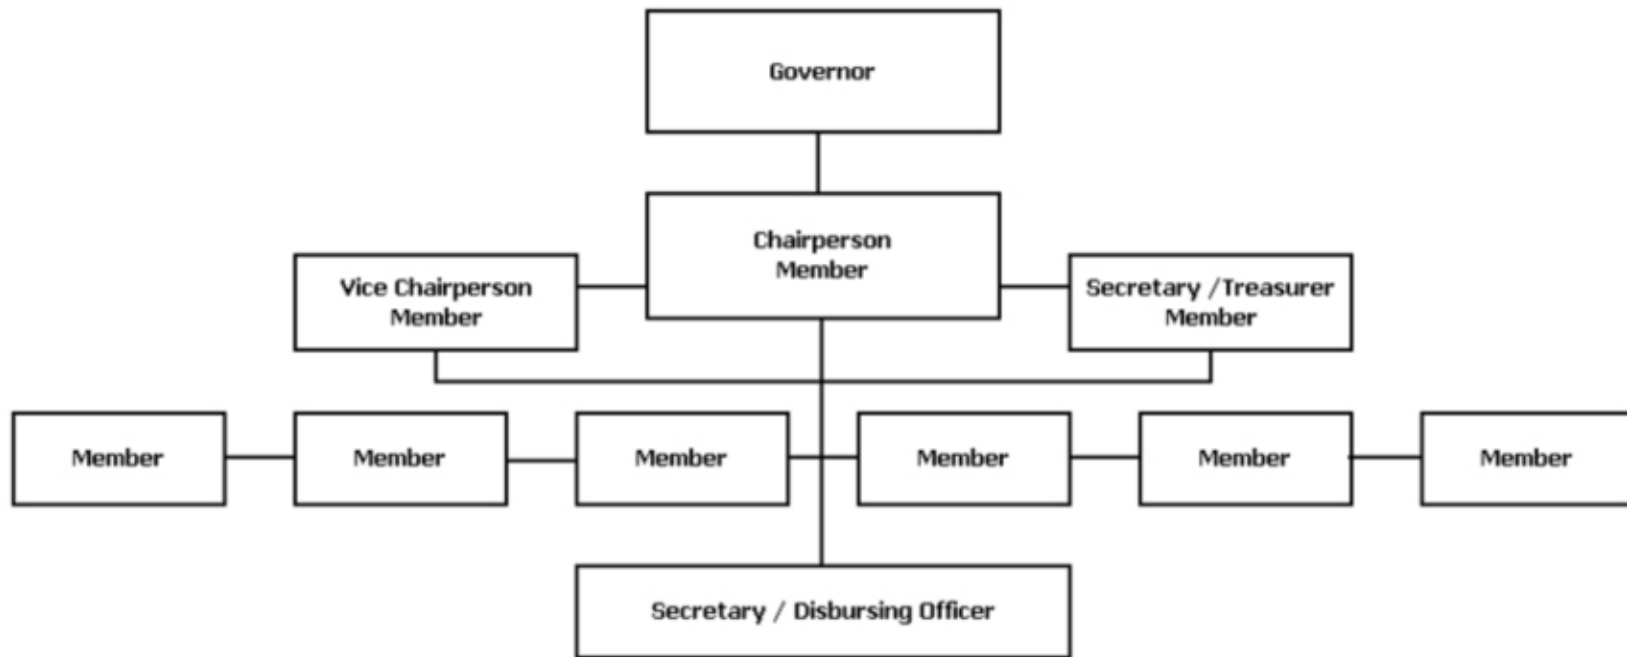 Governor
Chairperson
Member
Vice Chairperson
Member
Secretary /Treasurer
Member
Member
Member
Member
Member
Member
Member
Secretary / Disbursing Officer